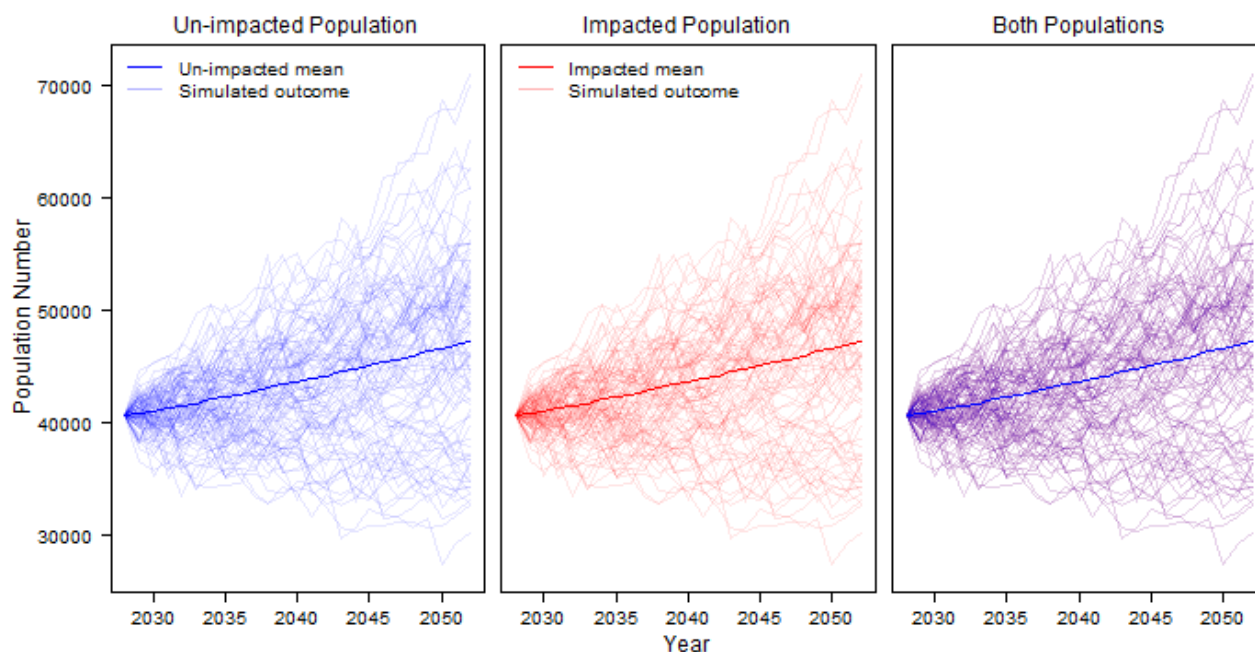 Un-impacted Population
Impacted Population
Both Populations
Un-impacted mean
Simulated outcome
Impacted mean
Simulated outcome
Population Number
70000
60000
50000
40000
30000
2030 2035 2040 2045 2050
2030 2035 2040 2045 2050
2030 2035 2040 2045 2050
Year